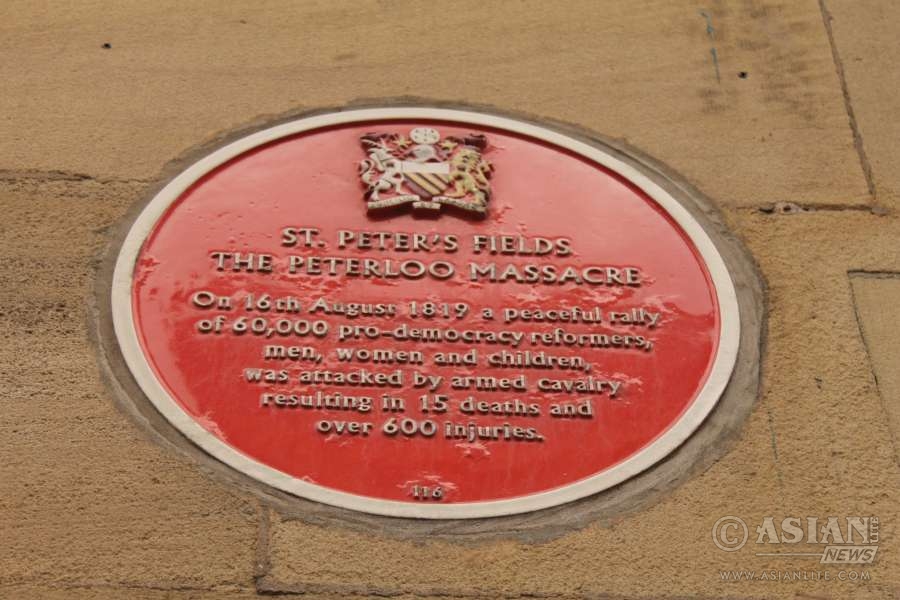 ST. PETER'S FIELDS
THE PETERLOO MASSACRE
On 16th August 1819 a peaceful rally
of 60,000 pro-democracy reformers,
men, women and children,
was attacked by armed cavalry
resulting in 15 deaths and
over 600 injuries.
116
© ASIAN LITE
NEWS
WWW.ASIANLITE.COM